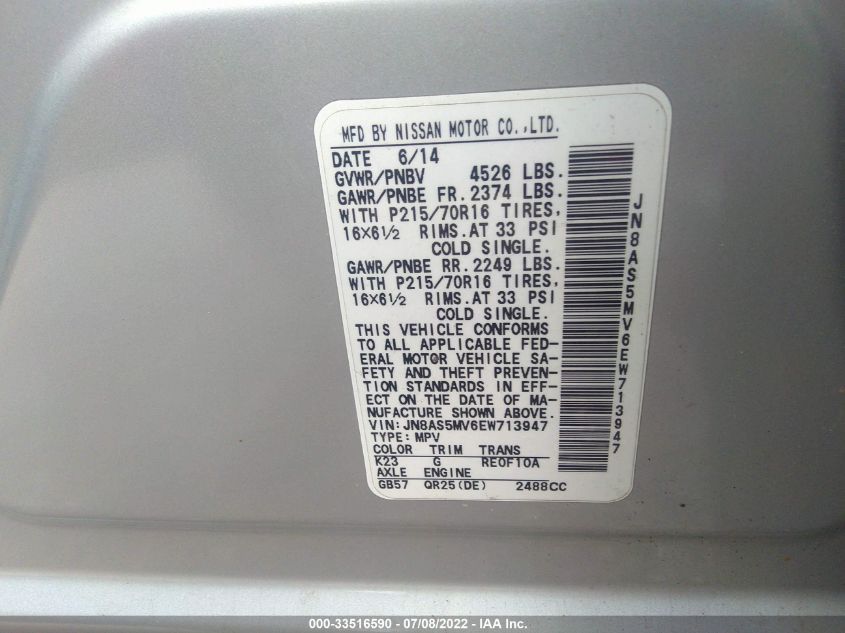 MFD BY NISSAN MOTOR CO.,LTD.
DATE 6/14
GVWR/PNBV 4526 LBS.
GAWR/PNBE FR. 2374 LBS.
WITH P215/70R16 TIRES,
16X6½ RIMS.AT 33 PSI
COLD SINGLE.
GAWR/PNBE RR. 2249 LBS.
WITH P215/70R16 TIRES,
16X6½ RIMS.AT 33 PSI
COLD SINGLE.
THIS VEHICLE CONFORMS
TO ALL APPLICABLE FED-
ERAL MOTOR VEHICLE SA-
FETY AND THEFT PREVEN-
TION STANDARDS IN EFF-
ECT ON THE DATE OF MA-
NUFACTURE SHOWN ABOVE.
VIN:JN8AS5MV6EW713947
TYPE:MPV
COLOR TRIM TRANS
K23 G RE0F10A
AXLE ENGINE
GB57 QR25(DE) 2488CC
JN8AS5MV6EW713947
000-33516590 - 07/08/2022 - IAA Inc.